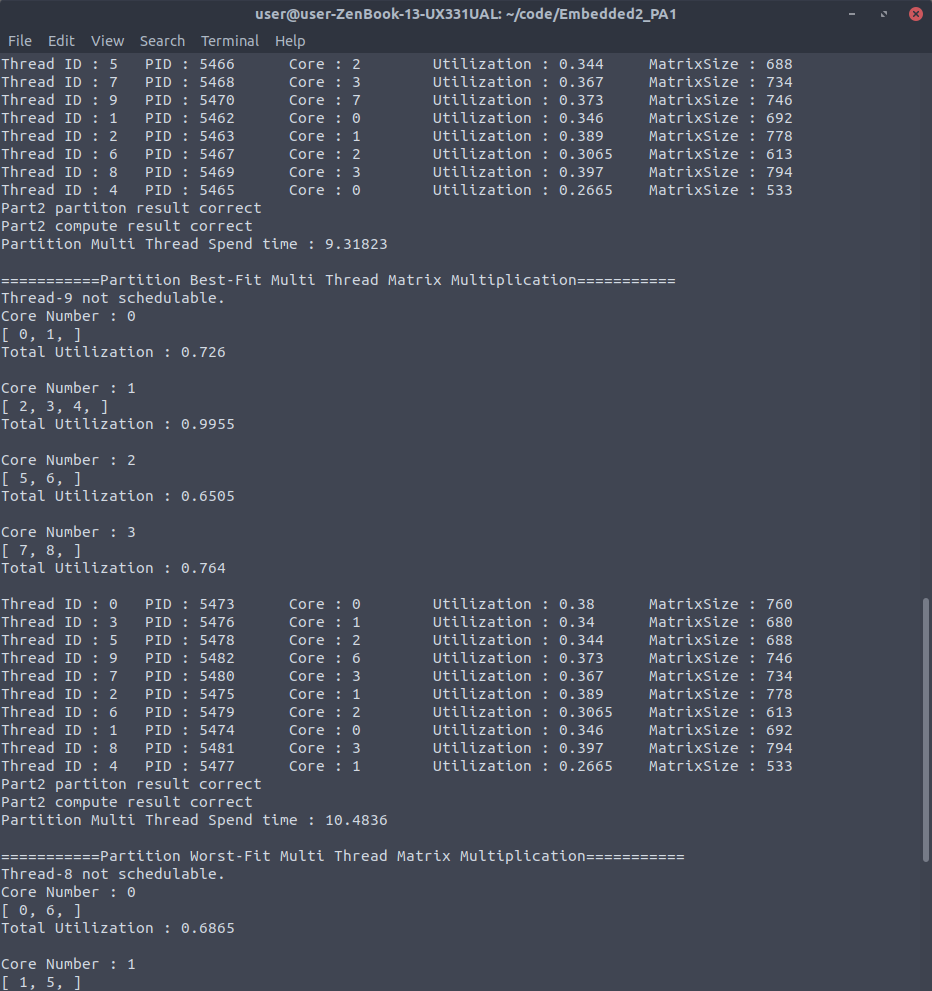 user@user-ZenBook-13-UX331UAL: ~/code/Embedded2_PA1
File Edit View Search Terminal Help
Thread ID : 5 PID : 5466 Core : 2 Utilization : 0.344 MatrixSize : 688
Thread ID : 7 PID : 5468 Core : 3 Utilization : 0.367 MatrixSize : 734
Thread ID : 9 PID : 5470 Core : 7 Utilization : 0.373 MatrixSize : 746
Thread ID : 1 PID : 5462 Core : 0 Utilization : 0.346 MatrixSize : 692
Thread ID : 2 PID : 5463 Core : 1 Utilization : 0.389 MatrixSize : 778
Thread ID : 6 PID : 5467 Core : 2 Utilization : 0.3065 MatrixSize : 613
Thread ID : 8 PID : 5469 Core : 3 Utilization : 0.397 MatrixSize : 794
Thread ID : 4 PID : 5465 Core : 0 Utilization : 0.2665 MatrixSize : 533
Part2 partiton result correct
Part2 compute result correct
Partition Multi Thread Spend time : 9.31823
===========Partition Best-Fit Multi Thread Matrix Multiplication===========
Thread-9 not schedulable.
Core Number : 0
[ 0, 1, ]
Total Utilization : 0.726
Core Number : 1
[ 2, 3, 4, ]
Total Utilization : 0.9955
Core Number : 2
[ 5, 6, ]
Total Utilization : 0.6505
Core Number : 3
[ 7, 8, ]
Total Utilization : 0.764
Thread ID : 0 PID : 5473 Core : 0 Utilization : 0.38 MatrixSize : 760
Thread ID : 3 PID : 5476 Core : 1 Utilization : 0.34 MatrixSize : 680
Thread ID : 5 PID : 5478 Core : 2 Utilization : 0.344 MatrixSize : 688
Thread ID : 9 PID : 5482 Core : 6 Utilization : 0.373 MatrixSize : 746
Thread ID : 7 PID : 5480 Core : 3 Utilization : 0.367 MatrixSize : 734
Thread ID : 2 PID : 5475 Core : 1 Utilization : 0.389 MatrixSize : 778
Thread ID : 6 PID : 5479 Core : 2 Utilization : 0.3065 MatrixSize : 613
Thread ID : 1 PID : 5474 Core : 0 Utilization : 0.346 MatrixSize : 692
Thread ID : 8 PID : 5481 Core : 3 Utilization : 0.397 MatrixSize : 794
Thread ID : 4 PID : 5477 Core : 1 Utilization : 0.2665 MatrixSize : 533
Part2 partiton result correct
Part2 compute result correct
Partition Multi Thread Spend time : 10.4836
===========Partition Worst-Fit Multi Thread Matrix Multiplication===========
Thread-8 not schedulable.
Core Number : 0
[ 0, 6, ]
Total Utilization : 0.6865
Core Number : 1
[ 1, 5, ]